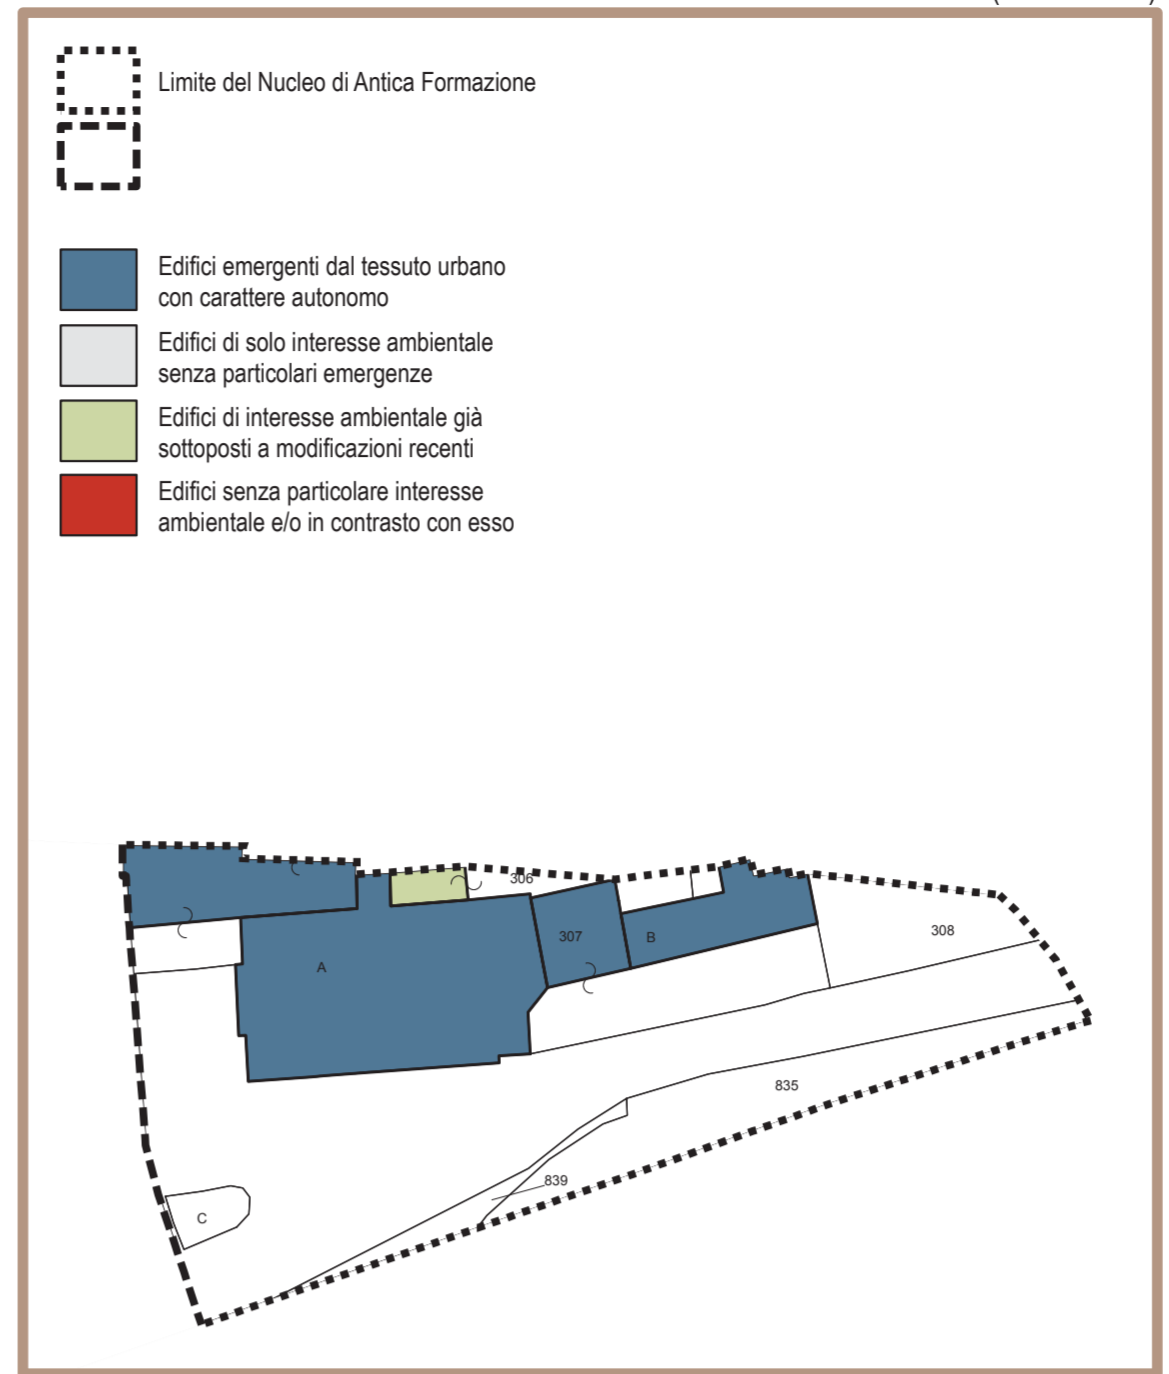 Limite del Nucleo di Antica Formazione
Edifici emergenti dal tessuto urbano
con carattere autonomo
Edifici di solo interesse ambientale
senza particolari emergenze
Edifici di interesse ambientale già
sottoposti a modificazioni recenti
Edifici senza particolare interesse
ambientale e/o in contrasto con esso
306
307
B
308
A
835
839
C